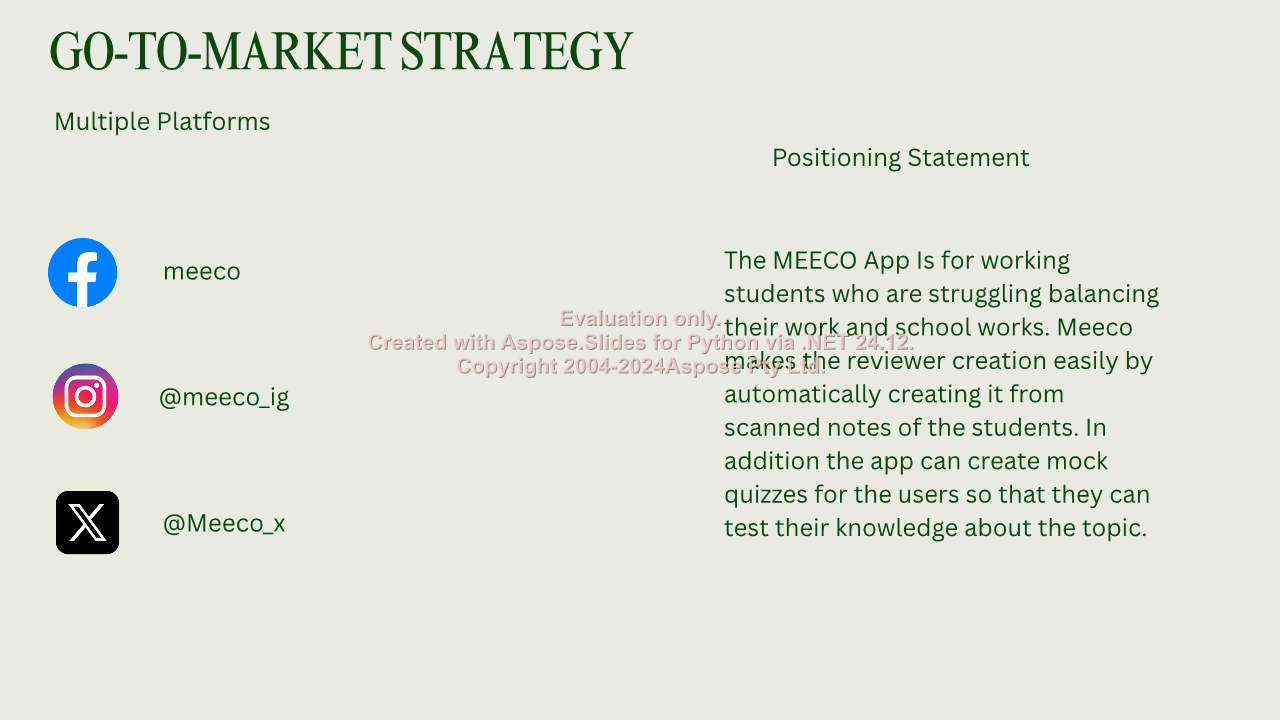 GO-TO-MARKET STRATEGY
Multiple Platforms
meeco
@meeco_ig
@Meeco_x
Positioning Statement
The MEECO App Is for working
students who are struggling balancing
their work and school works. Meeco
makes the reviewer creation easily by
automatically creating it from
scanned notes of the students. In
addition the app can create mock
quizzes for the users so that they can
test their knowledge about the topic.
Evaluation only.
Created with Aspose.Slides for Python via .NET 24.12.
Copyright 2004-2024Aspose Pty Ltd.